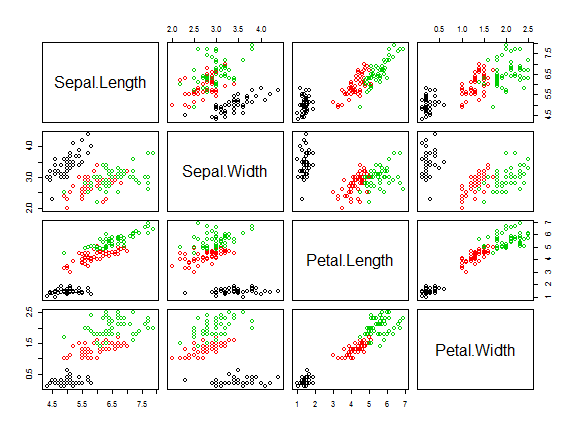 2.0 2.5 3.0 3.5 4.0
0.5 1.0 1.5 2.0 2.5
Sepal.Length
4.5 5.5 6.5 7.5
2.0 3.0 4.0
Sepal.Width
Petal.Length
1 2 3 4 5 6 7
0.5 1.5 2.5
Petal.Width
4.5 5.5 6.5 7.5
1 2 3 4 5 6 7